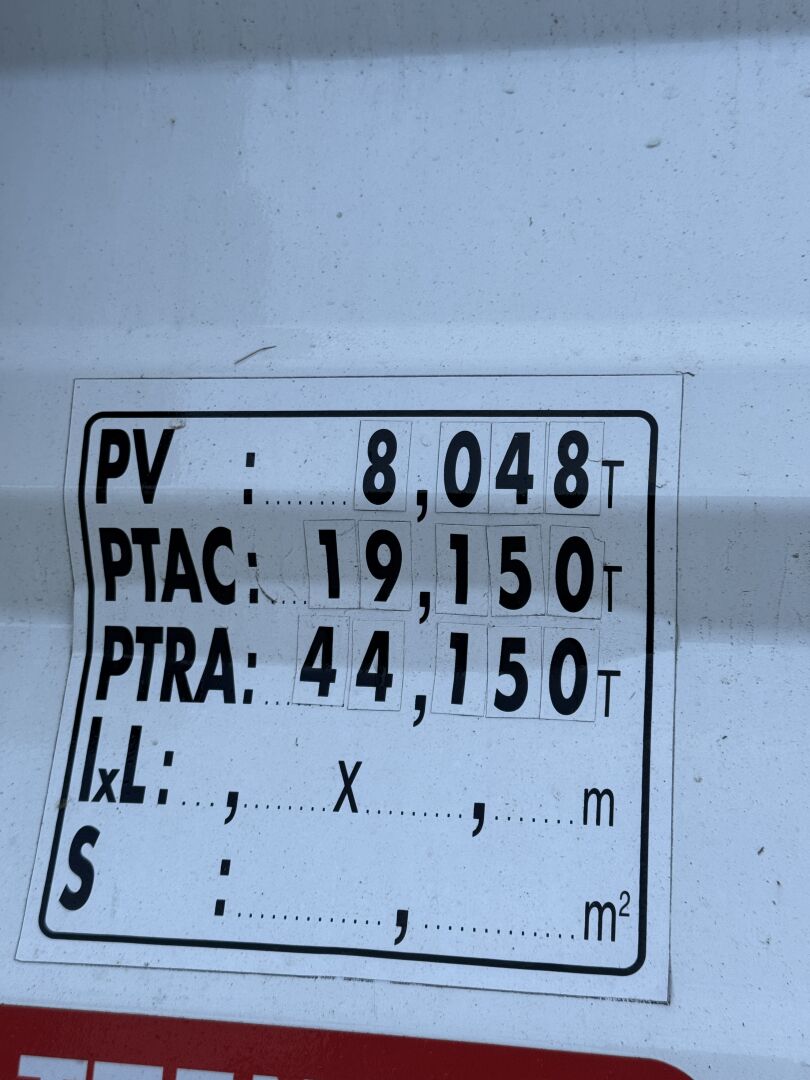 PV : ........ 8,048 T
PTAC: .... 19,150 T
PTRA: ... 44,150 T
lxL: ...., ........ X ........., ...... m
S : ............., ............. m²